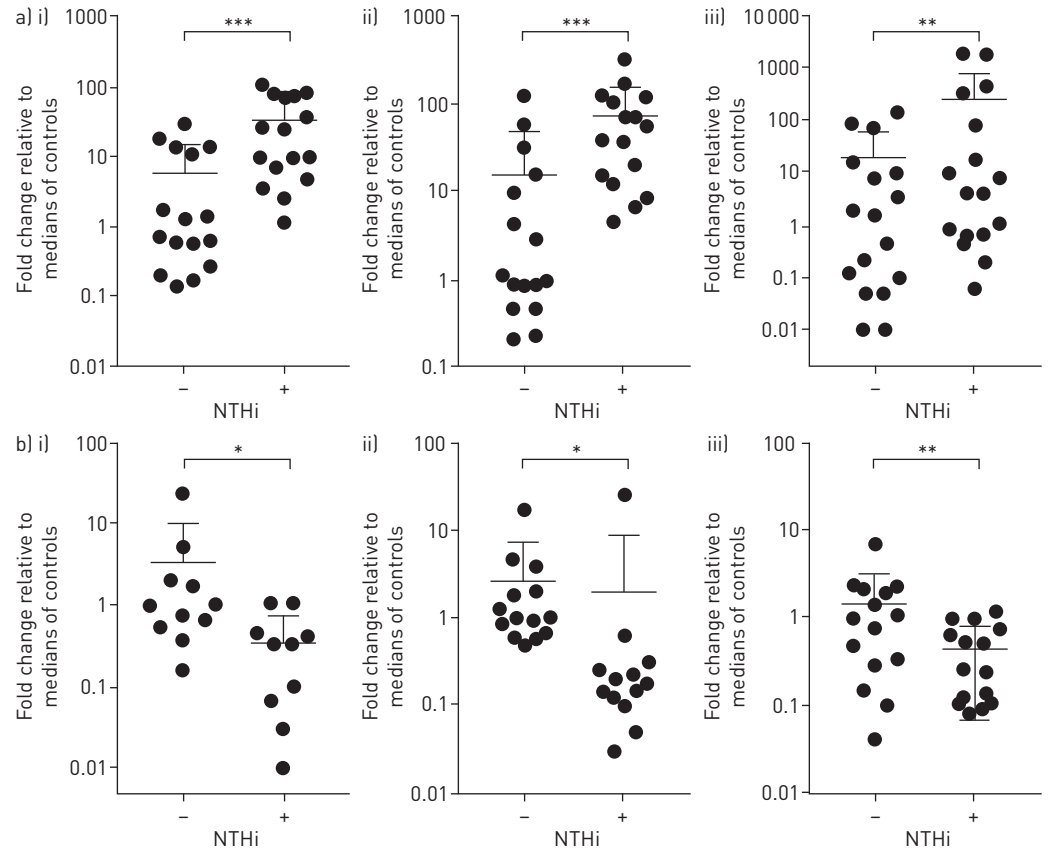 a) i)
1000
100
10
1
0.1
0.01
Fold change relative to
medians of controls
***
– +
NTHi
ii)
1000
100
10
1
0.1
Fold change relative to
medians of controls
***
– +
NTHi
iii)
10 000
1000
100
10
1
0.1
0.01
Fold change relative to
medians of controls
**
– +
NTHi
b) i)
100
10
1
0.1
0.01
Fold change relative to
medians of controls
*
– +
NTHi
ii)
100
10
1
0.1
0.01
Fold change relative to
medians of controls
*
– +
NTHi
iii)
100
10
1
0.1
0.01
Fold change relative to
medians of controls
**
– +
NTHi